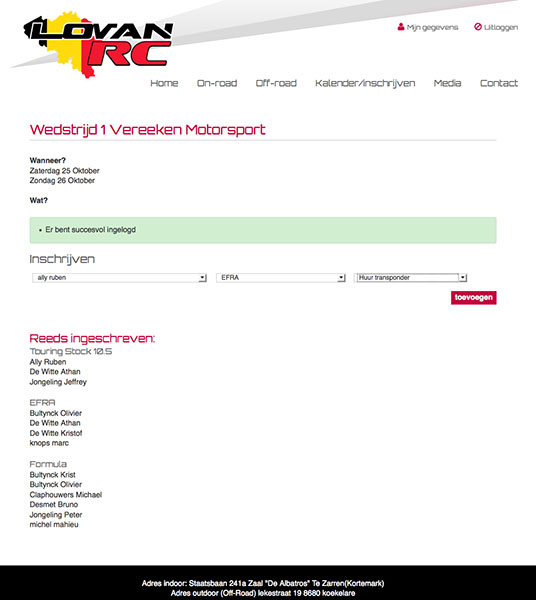 LOVAN
RC
Mijn gegevens Uitloggen
Home On-road Off-road Kalender/inschrijven Media Contact
Wedstrijd 1 Vereeken Motorsport
Wanneer?
Zaterdag 25 Oktober
Zondag 26 Oktober
Wat?
• Er bent succesvol ingelogd
Inschrijven
ally ruben EFRA Huur transponder
toevoegen
Reeds ingeschreven:
Touring Stock 10.5
Ally Ruben
De Witte Athan
Jongeling Jeffrey
EFRA
Bultynck Olivier
De Witte Athan
De Witte Kristof
knops marc
Formula
Bultynck Krist
Bultynck Olivier
Claphouwers Michael
Desmet Bruno
Jongeling Peter
michel mahieu
Adres indoor: Staatsbaan 241a Zaal "De Albatros" Te Zarren(Kortemark)
Adres outdoor (Off-Road) lekestraat 19 8680 koekelare